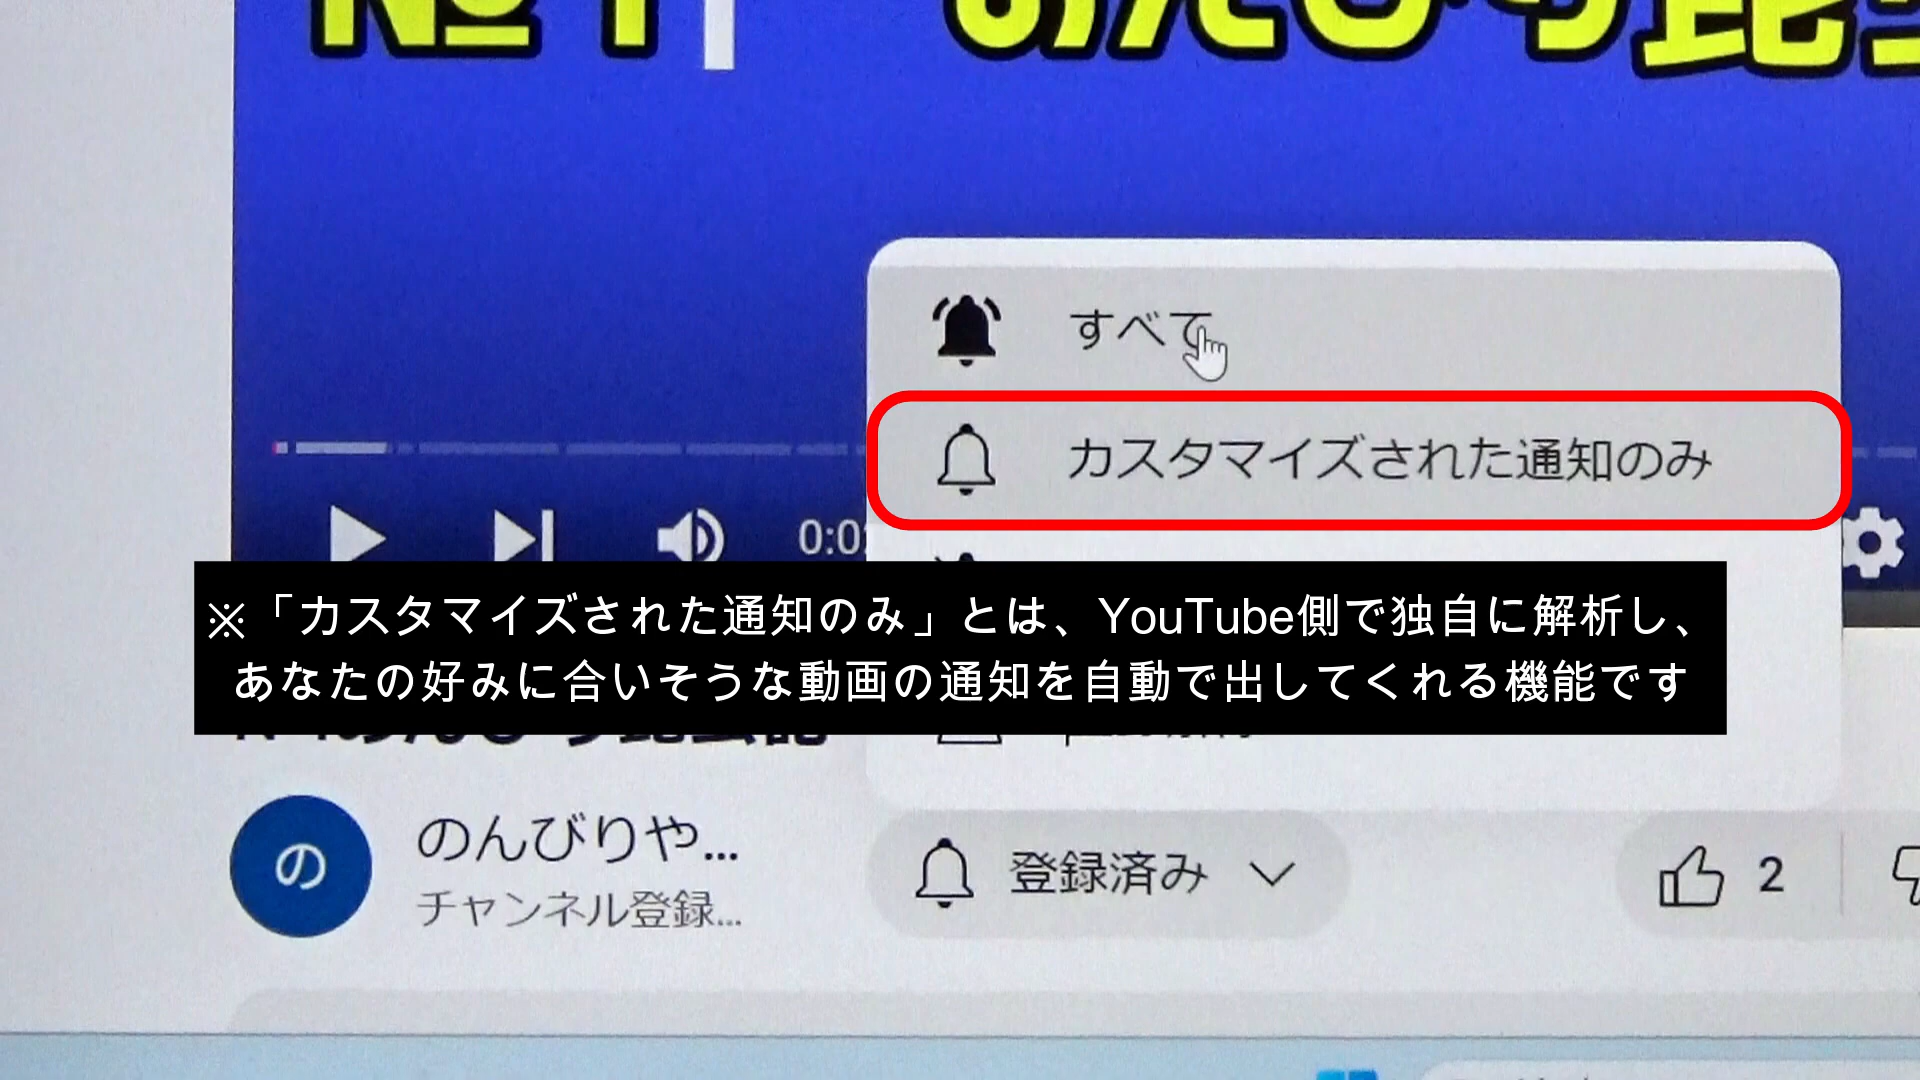 すべて
カスタマイズされた通知のみ
0:0
※「カスタマイズされた通知のみ」とは、YouTube側で独自に解析し、
あなたの好みに合いそうな動画の通知を自動で出してくれる機能です
の
のんびりや...
チャンネル登録...
登録済み
2